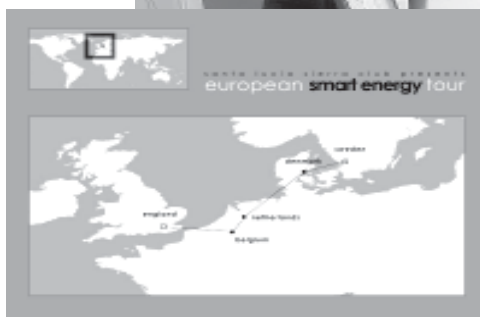 santa lucia sierra club presents
european smart energy tour
sweden
denmark
england
netherlands
belgium